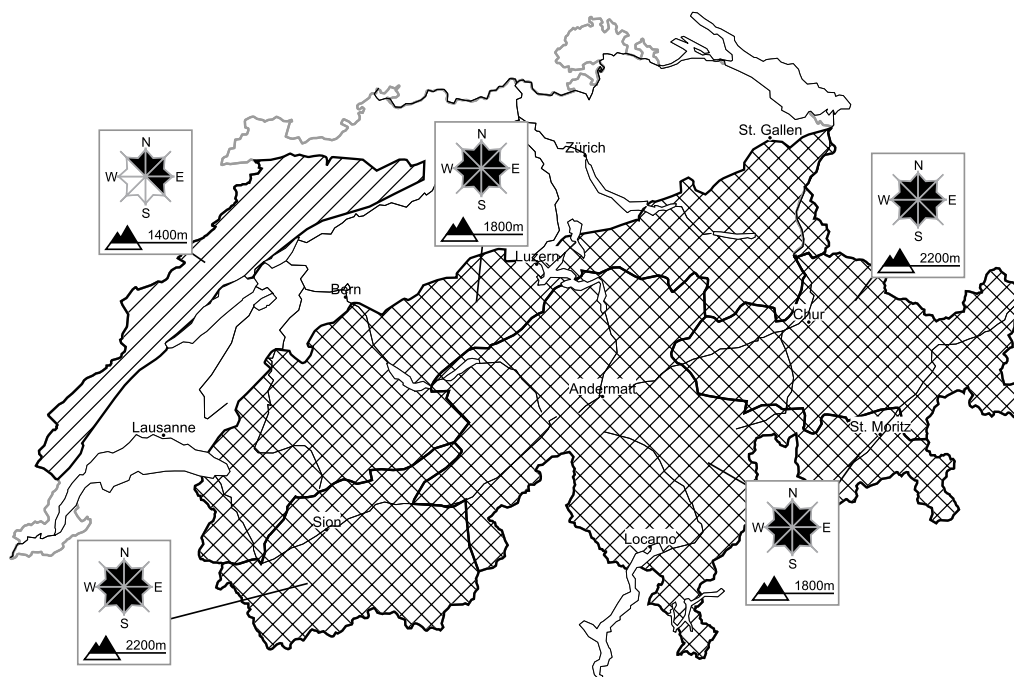 St. Gallen
Zürich
N
W E
S
1400m
N
W E
S
1800m
N
W E
S
2200m
Luzern
Bern
Chur
Andermatt
Lausanne
St. Moritz
Sion
Locarno
N
W E
S
1800m
N
W E
S
2200m